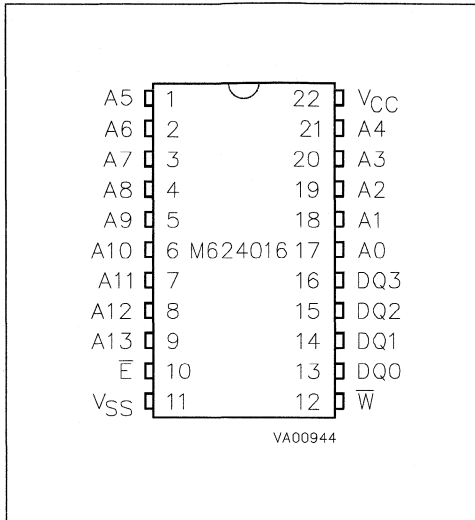 A5 1 22 VCC
A6 2 21 A4
A7 3 20 A3
A8 4 19 A2
A9 5 18 A1
A10 6 M624016 17 A0
A11 7 16 DQ3
A12 8 15 DQ2
A13 9 14 DQ1
E̅ 10 13 DQ0
VSS 11 12 W̅
VA00944